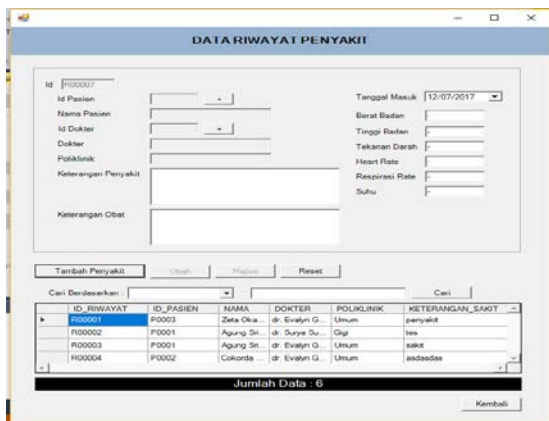 DATA RIWAYAT PENYAKIT
Id R00007
Id Pasien + Tanggal Masuk 12/07/2017
Nama Pasien Berat Badan -
Id Dokter + Tinggi Badan -
Dokter Tekanan Darah -
Poliklinik Heart Rate -
Keterangan Penyakit Respirasi Rate -
Suhu -
Keterangan Obat
Tambah Penyakit Ubah Hapus Reset
Cari Berdasarkan : Cari
ID_RIWAYAT ID_PASIEN NAMA DOKTER POLIKLINIK KETERANGAN_SAKIT
R00001 P0003 Zeta Oka... dr. Evalyn G... Umum penyakit
R00002 P0001 Agung Sri... dr. Surya Su... Gigi tes
R00003 P0001 Agung Sri... dr. Evalyn G... Umum sakit
R00004 P0002 Cokorda ... dr. Evalyn G... Umum asdasdas
Jumlah Data : 6
Kembali